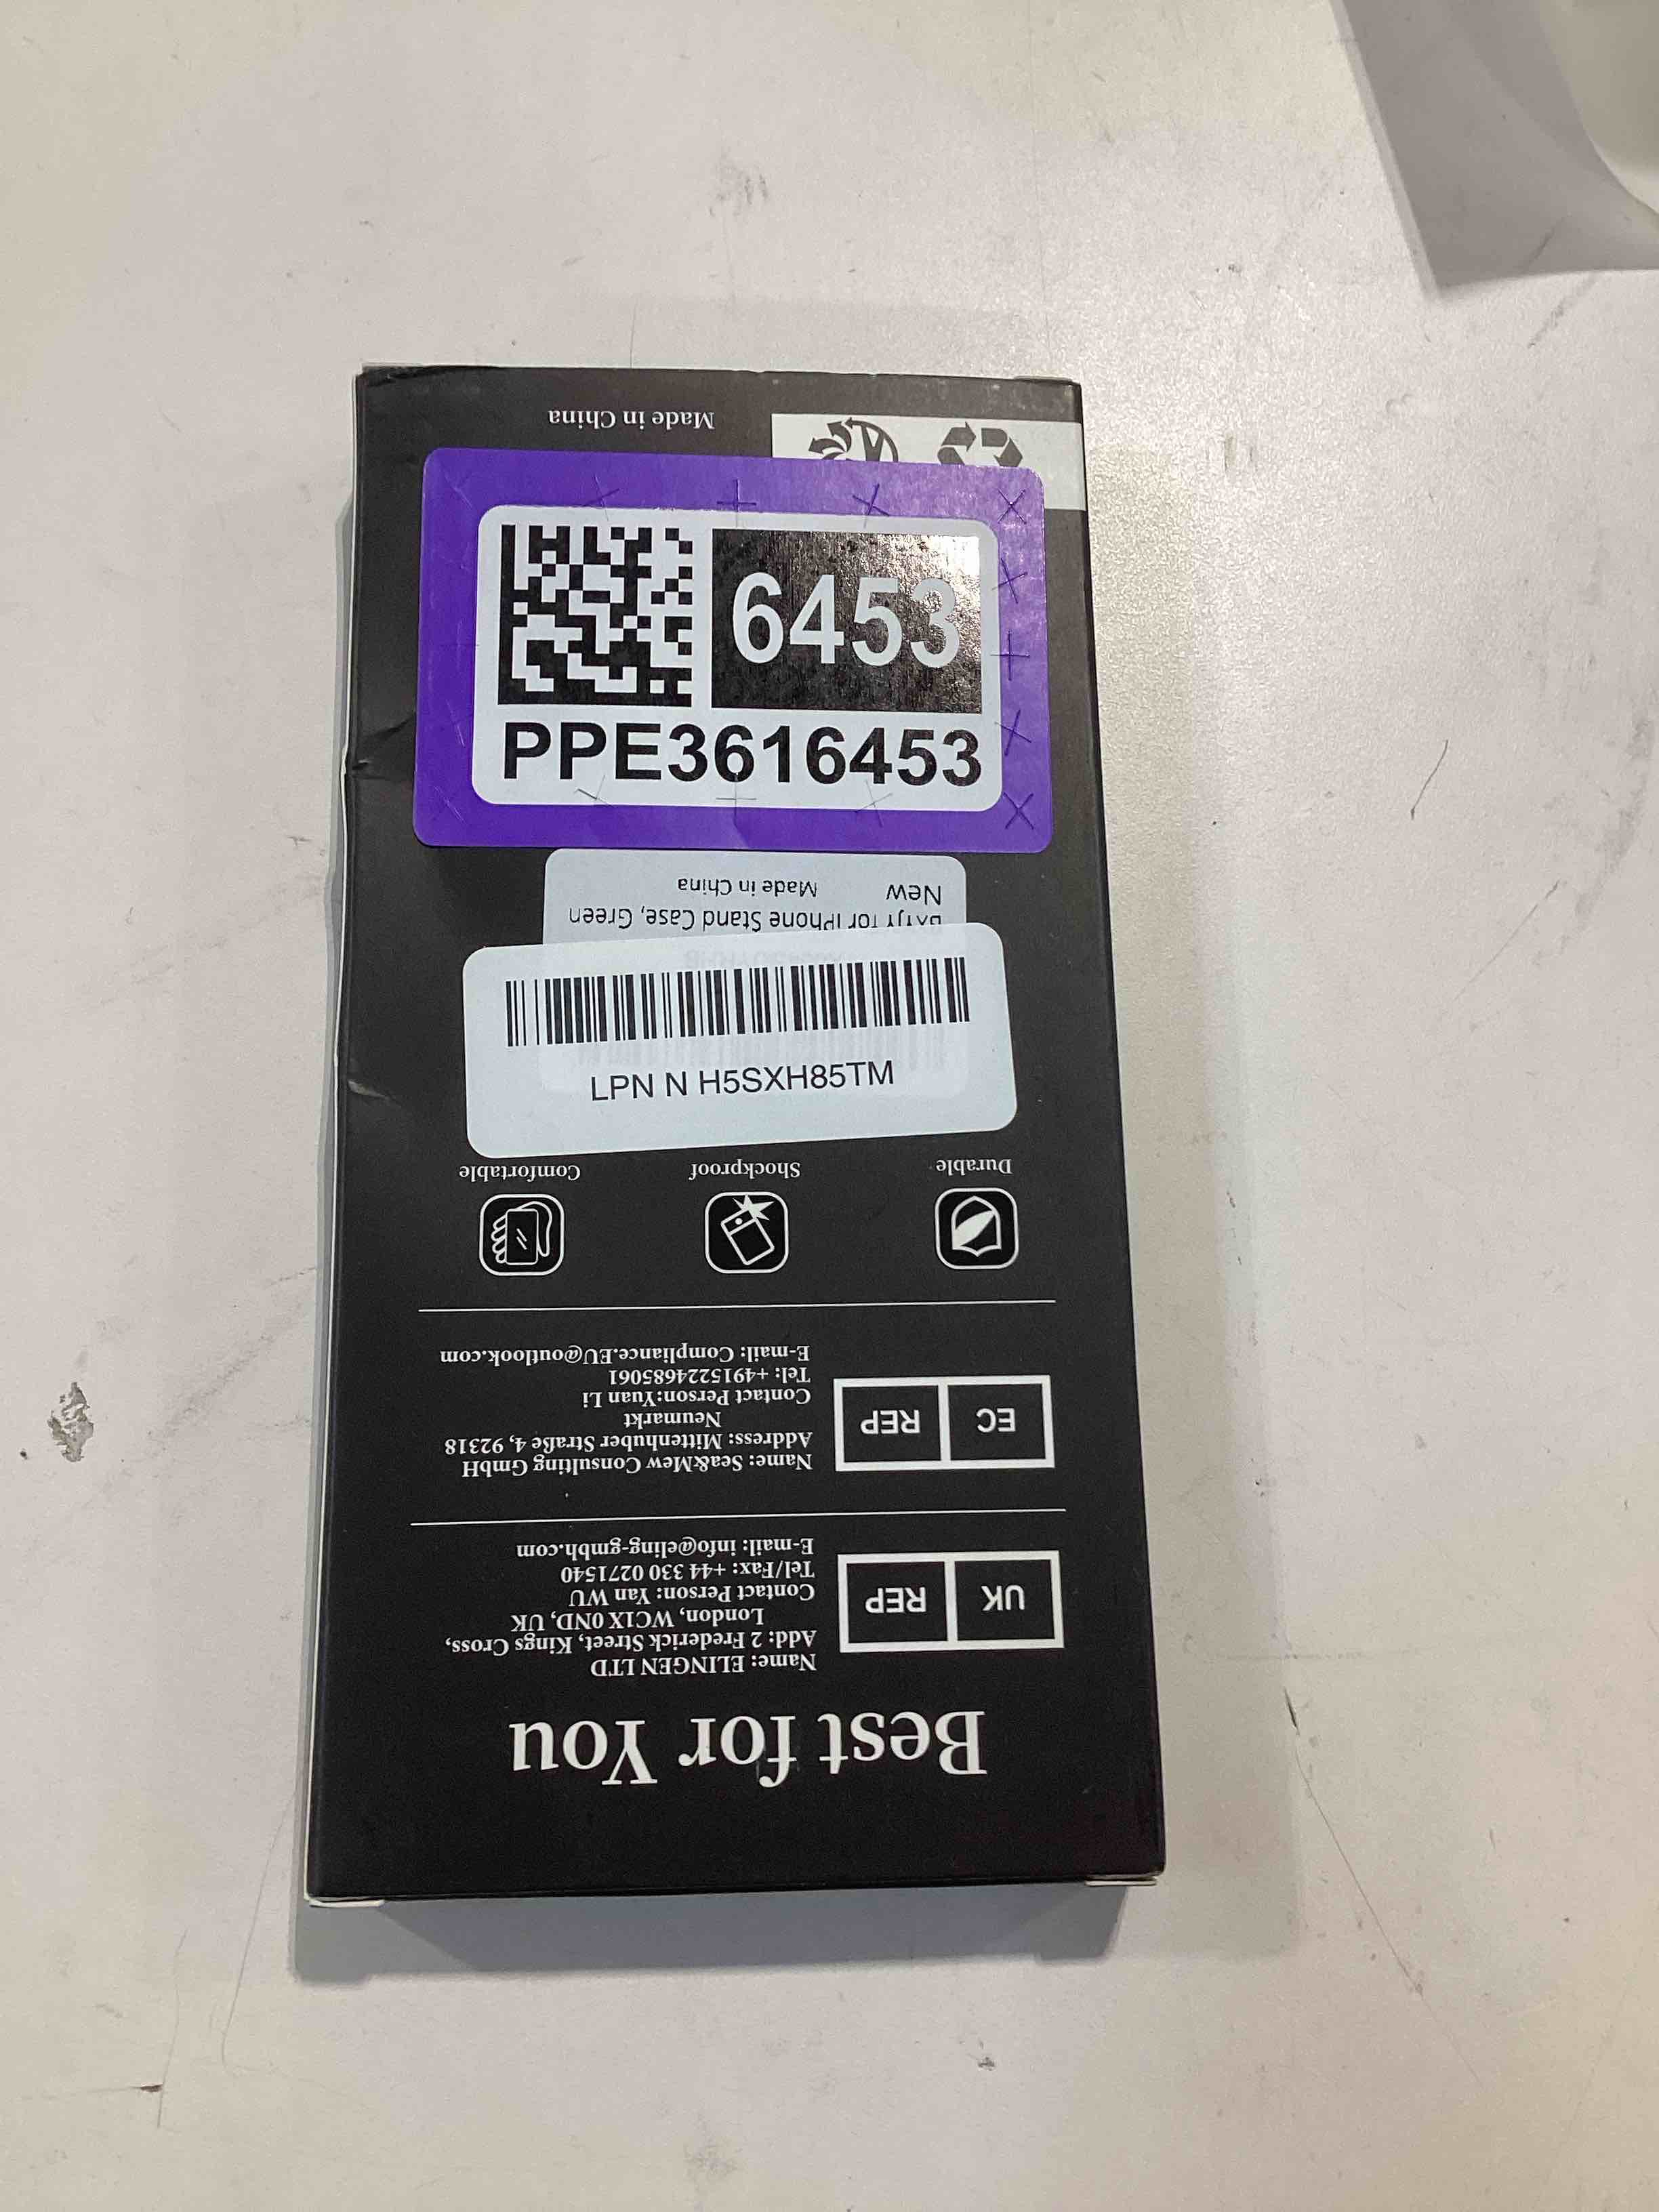 Made in China
6453
PPE3616453
New Made in China
for iPhone Stand Case, Green
LPN N H5SXH85TM
Durable
Shockproof
Comfortable
EC REP
Name: Sea&Mew Consulting GmbH
Address: Mittenhuber Straße 4, 92318
Neumarkt
Contact Person:Yuan Li
Tel: +4915224685061
E-mail: Compliance.EU@outlook.com
UK REP
Name: ELINGEN LTD
Add: 2 Frederick Street, Kings Cross,
London, WC1X 0ND, UK
Contact Person: Yan WU
Tel/Fax: +44 330 0271540
E-mail: info@eling-gmbh.com
Best for You